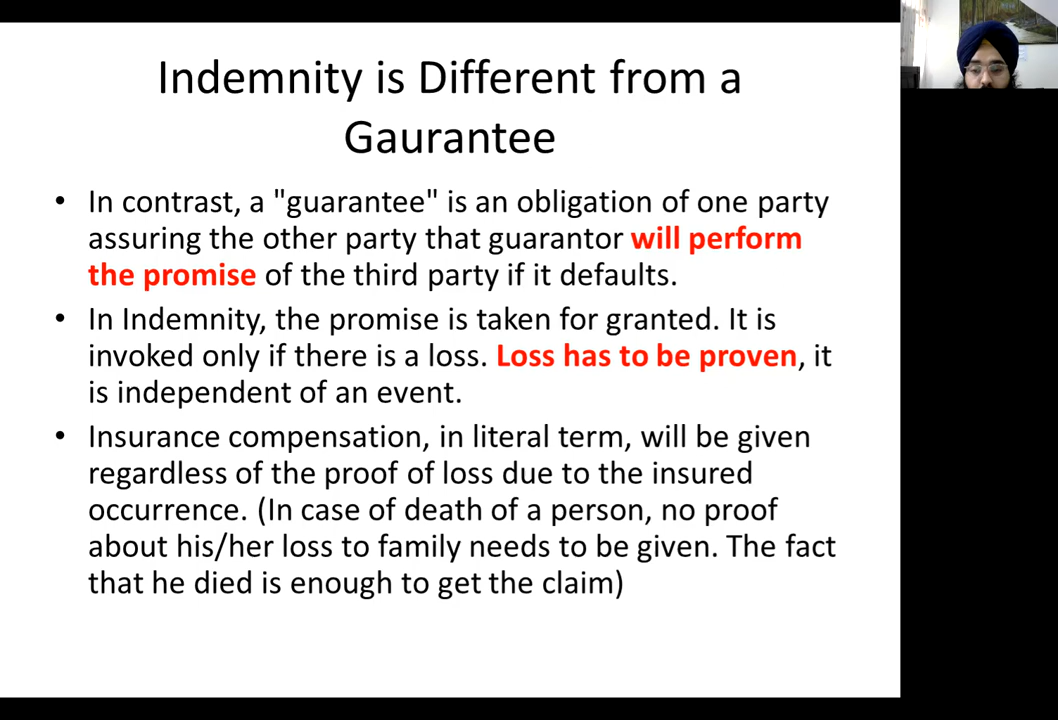 Indemnity is Different from a
Gaurantee
• In contrast, a "guarantee" is an obligation of one party
assuring the other party that guarantor will perform
the promise of the third party if it defaults.
• In Indemnity, the promise is taken for granted. It is
invoked only if there is a loss. Loss has to be proven, it
is independent of an event.
• Insurance compensation, in literal term, will be given
regardless of the proof of loss due to the insured
occurrence. (In case of death of a person, no proof
about his/her loss to family needs to be given. The fact
that he died is enough to get the claim)